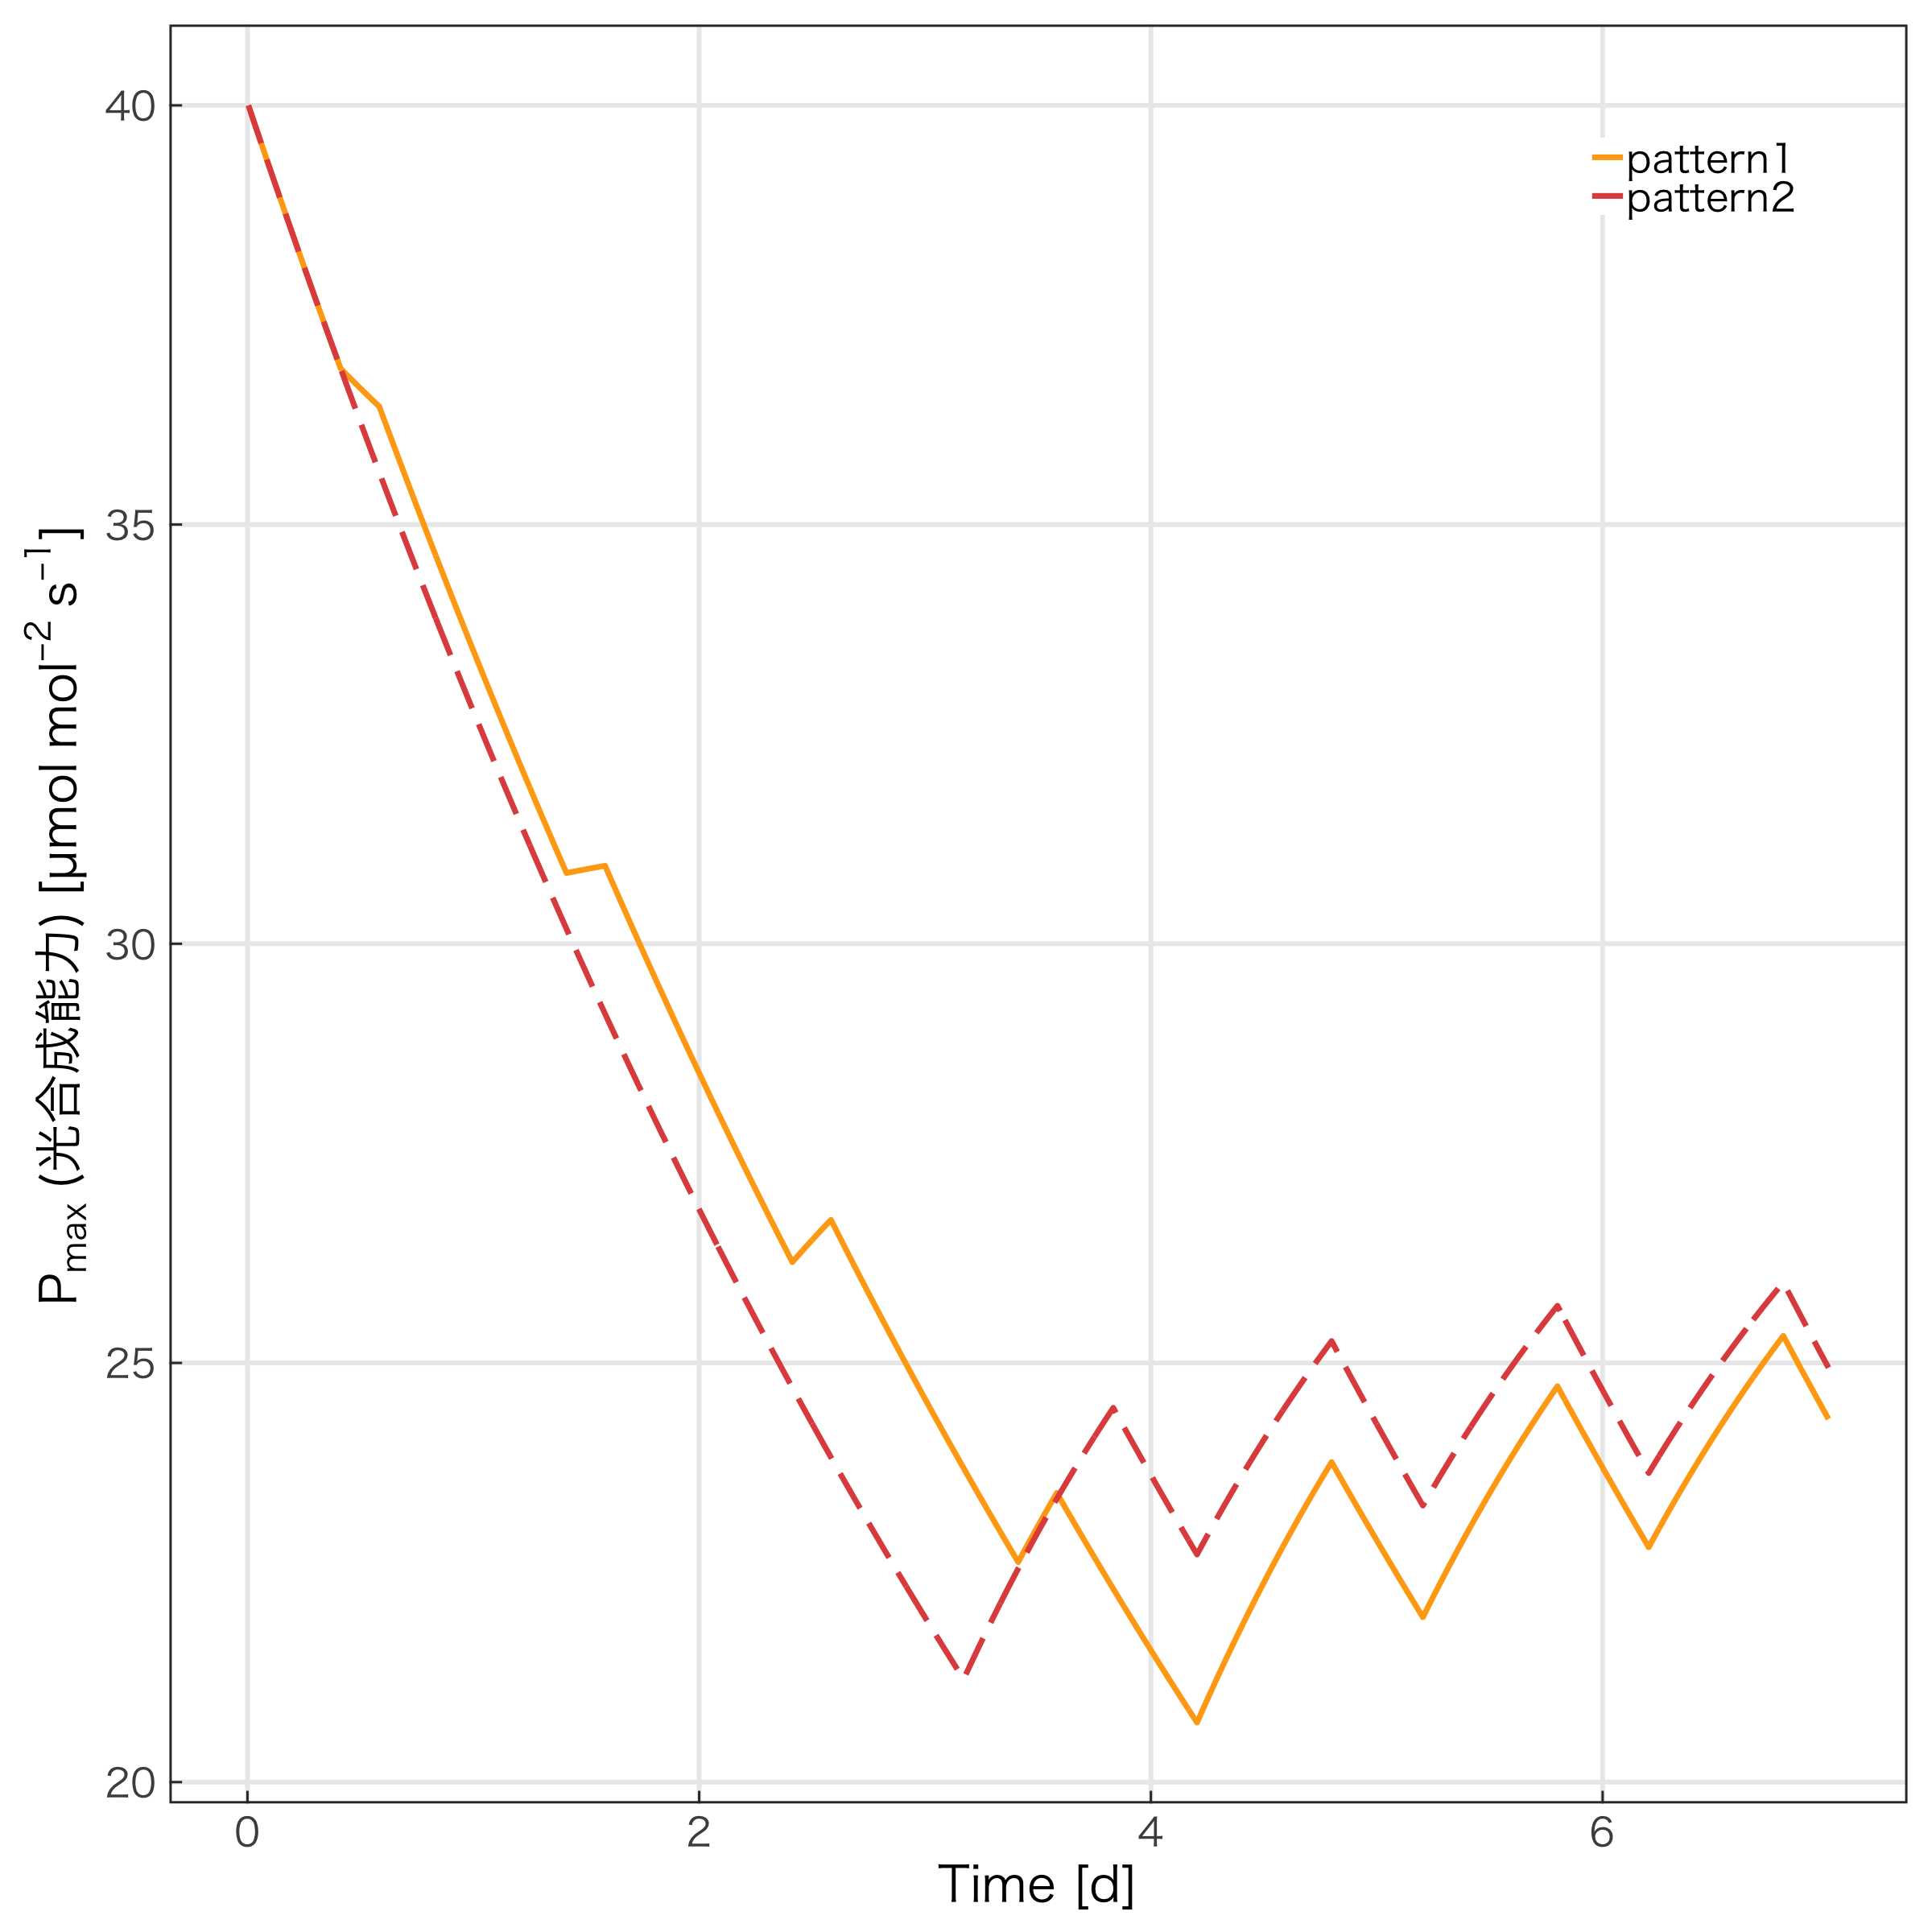 40
35
30
25
20
0
2
4
6
Time [d]
Pmax (光合成能力) [μmol mol⁻² s⁻¹]
pattern1
pattern2